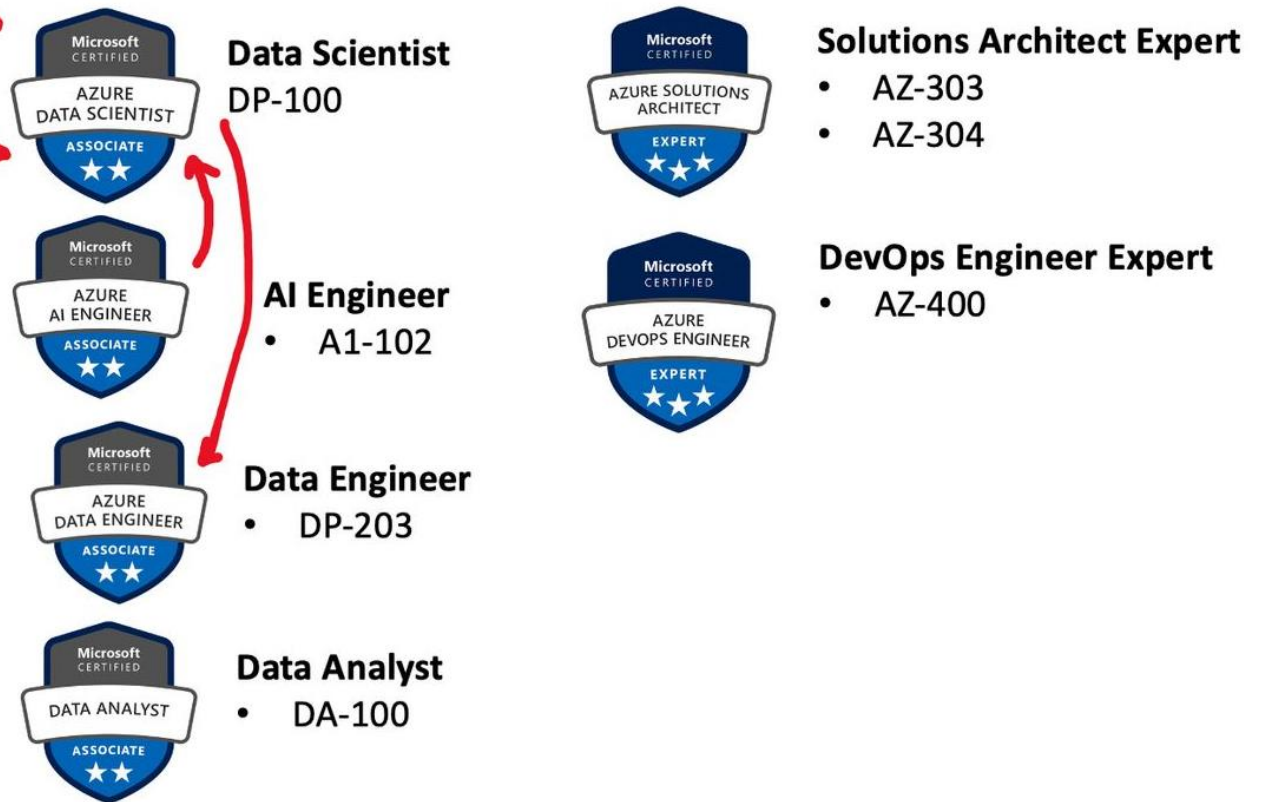 Microsoft
CERTIFIED
AZURE
DATA SCIENTIST
ASSOCIATE
Data Scientist
DP-100
Microsoft
CERTIFIED
AZURE
AI ENGINEER
ASSOCIATE
AI Engineer
• A1-102
Microsoft
CERTIFIED
AZURE
DATA ENGINEER
ASSOCIATE
Data Engineer
• DP-203
Microsoft
CERTIFIED
DATA ANALYST
ASSOCIATE
Data Analyst
• DA-100
Microsoft
CERTIFIED
AZURE SOLUTIONS
ARCHITECT
EXPERT
Solutions Architect Expert
• AZ-303
• AZ-304
Microsoft
CERTIFIED
AZURE
DEVOPS ENGINEER
EXPERT
DevOps Engineer Expert
• AZ-400